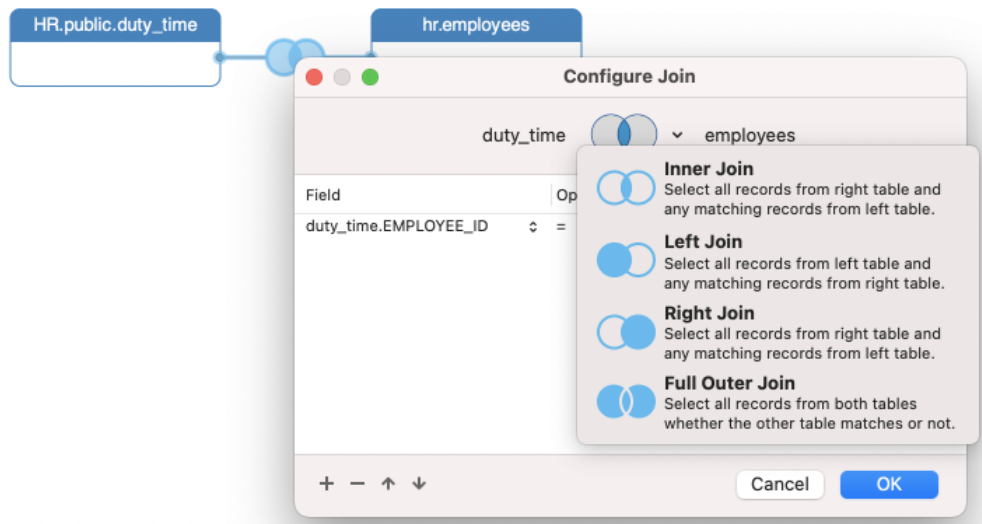 HR.public.duty_time
hr.employees
Configure Join
duty_time
employees
Field
Op
duty_time.EMPLOYEE_ID
=
Inner Join
Select all records from right table and
any matching records from left table.
Left Join
Select all records from left table and
any matching records from right table.
Right Join
Select all records from right table and
any matching records from left table.
Full Outer Join
Select all records from both tables
whether the other table matches or not.
Cancel
OK